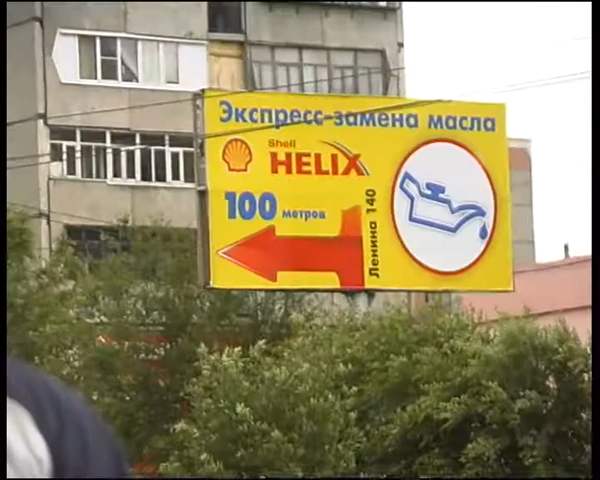 Экспресс-замена масла
Shell
HELIX
100 метров
Ленина 140